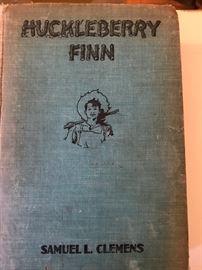 HUCKLEBERRY
FINN
SAMUEL L. CLEMENS